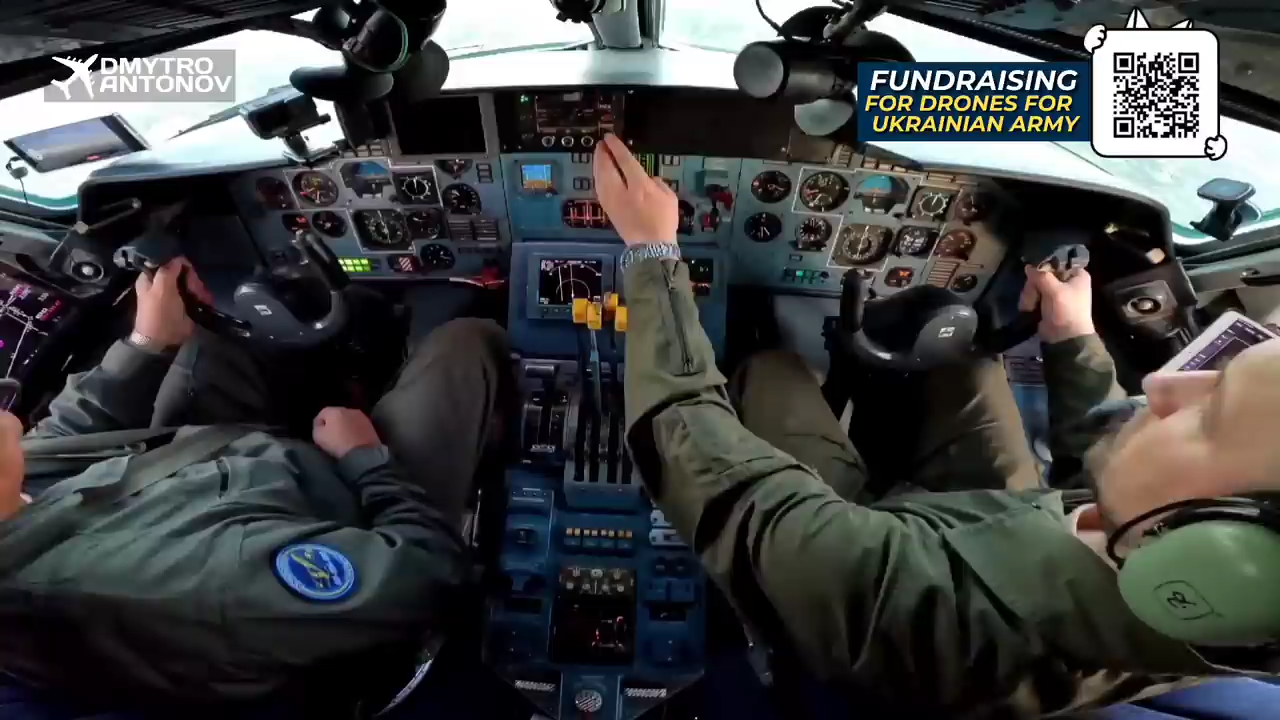 DMYTRO
ANTONOV
FUNDRAISING
FOR DRONES FOR
UKRAINIAN ARMY